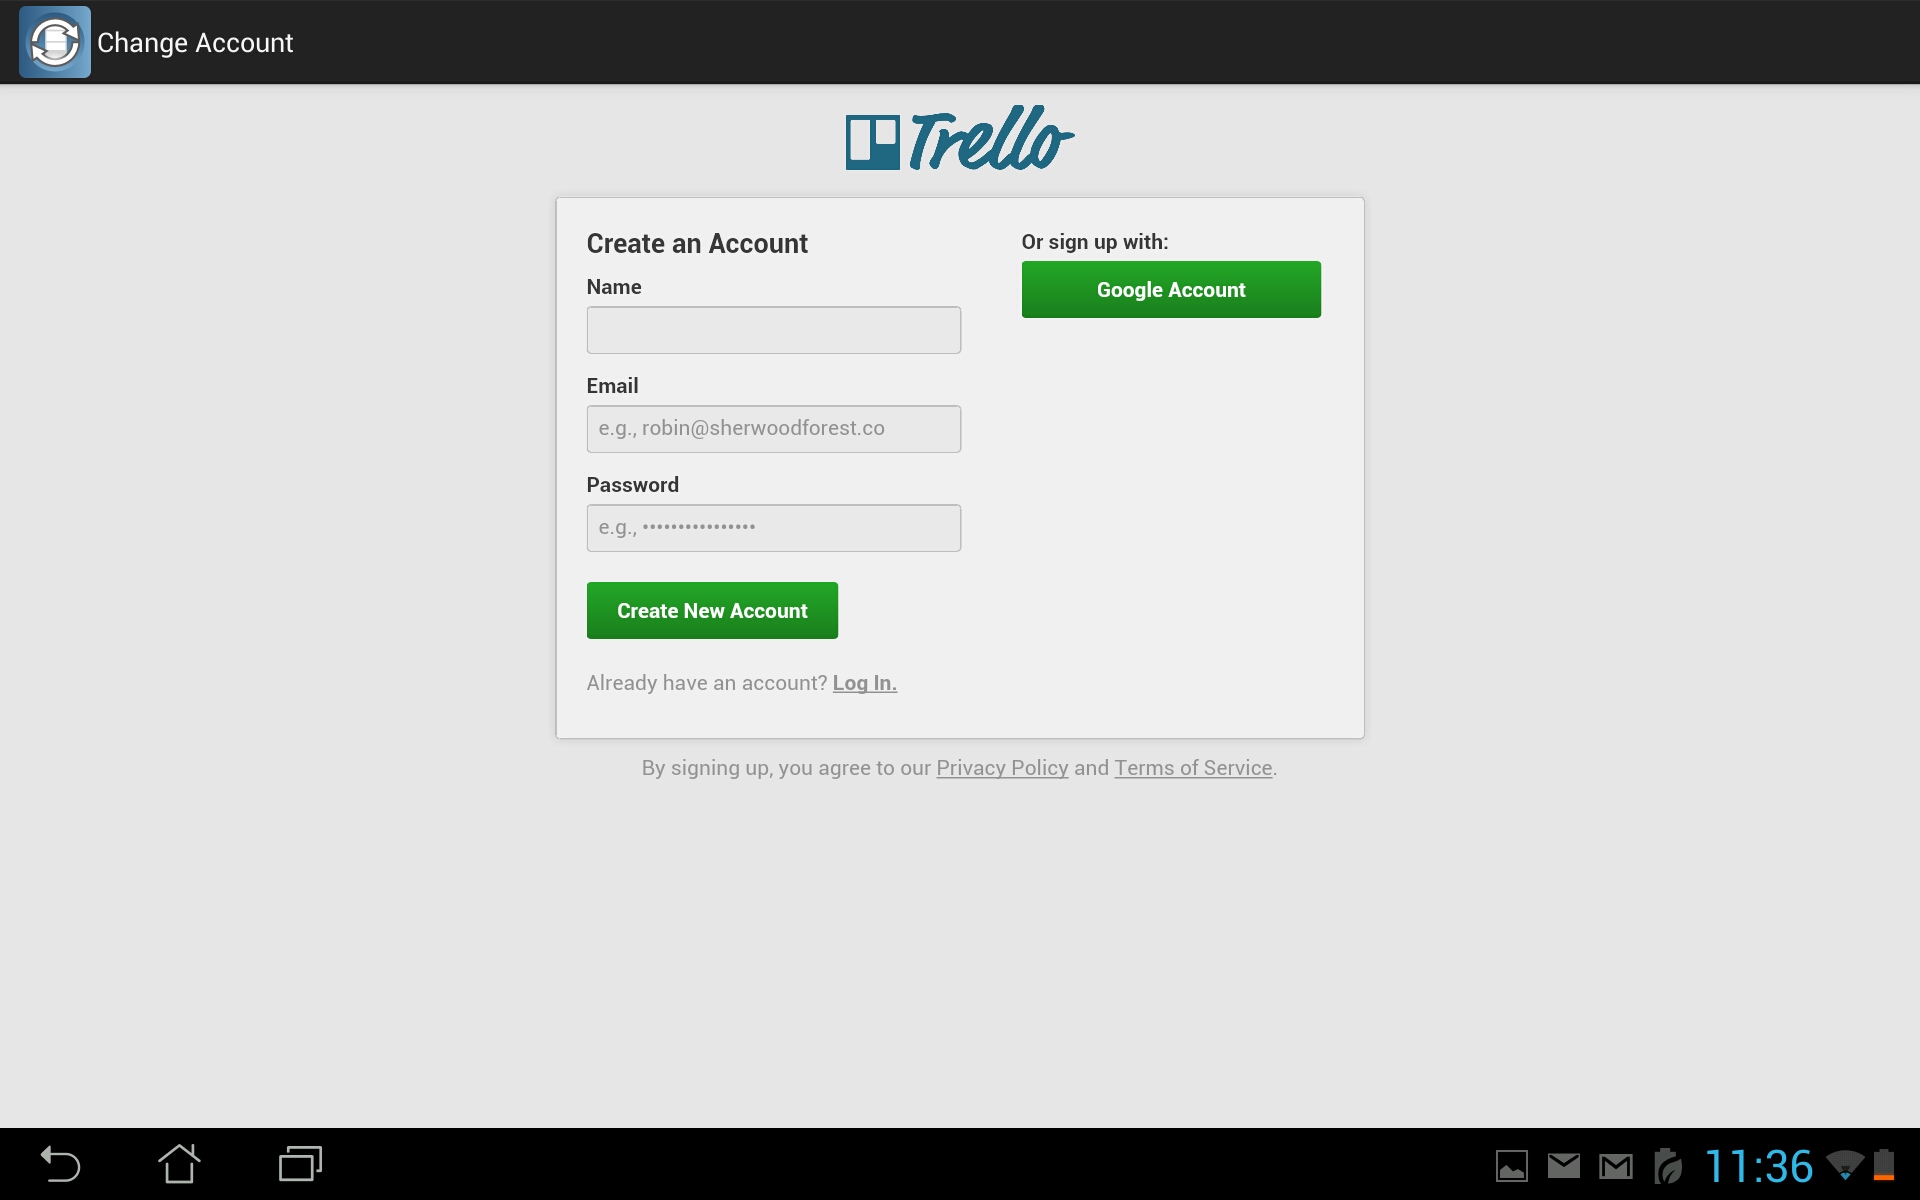 Change Account
Trello
Create an Account
Name
Email
e.g., robin@sherwoodforest.co
Password
e.g., ••••••••••••••••
Create New Account
Already have an account? Log In.
Or sign up with:
Google Account
By signing up, you agree to our Privacy Policy and Terms of Service.
11:36